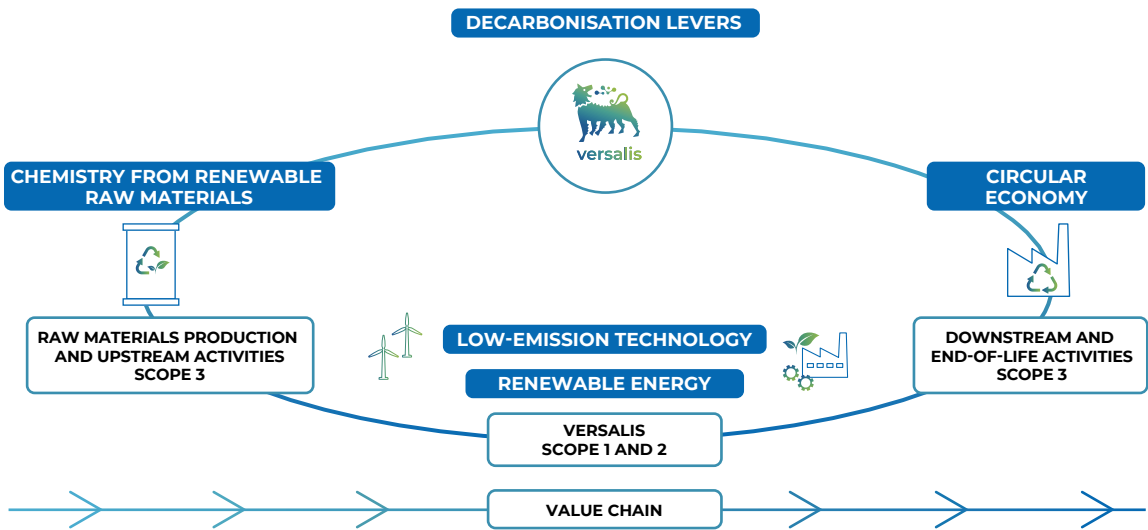 DECARBONISATION LEVERS
versalis
CHEMISTRY FROM RENEWABLE
RAW MATERIALS
CIRCULAR
ECONOMY
RAW MATERIALS PRODUCTION
AND UPSTREAM ACTIVITIES
SCOPE 3
LOW-EMISSION TECHNOLOGY
RENEWABLE ENERGY
DOWNSTREAM AND
END-OF-LIFE ACTIVITIES
SCOPE 3
VERSALIS
SCOPE 1 AND 2
VALUE CHAIN